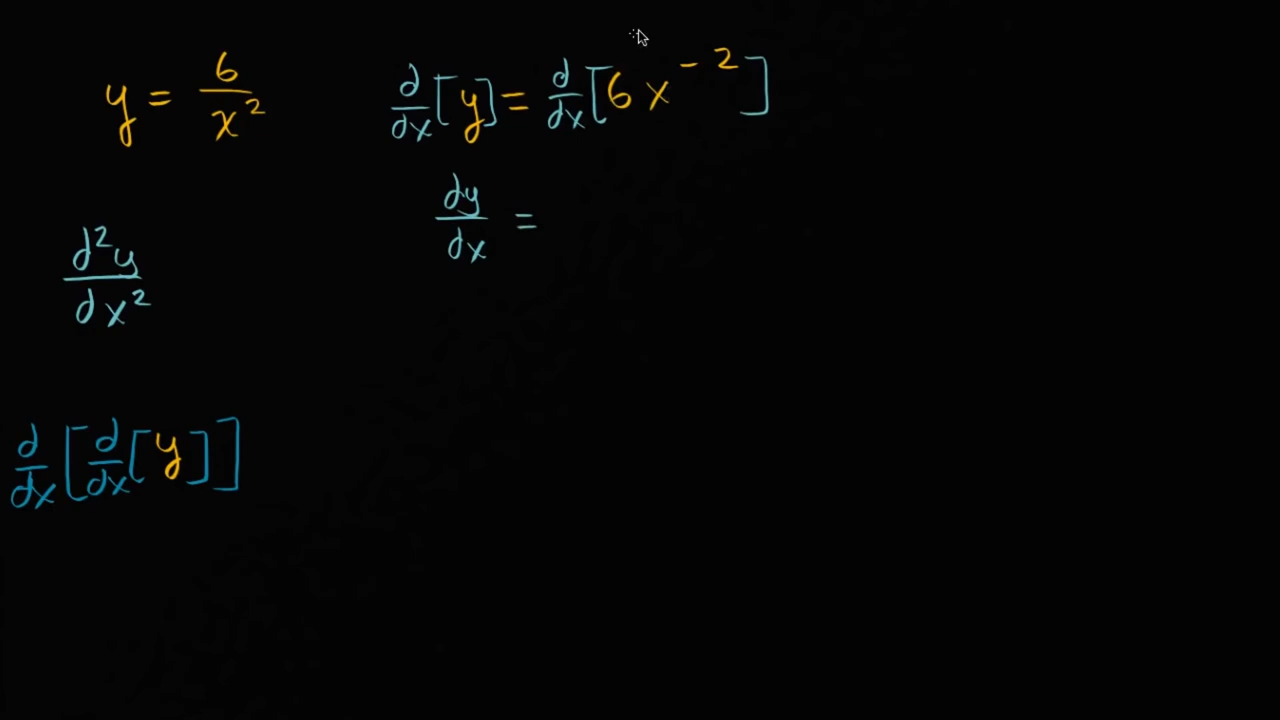 y = 6/x²
d/dx[y] = d/dx[6x⁻²]
dy/dx =
d²y/dx²
d/dx[d/dx[y]]